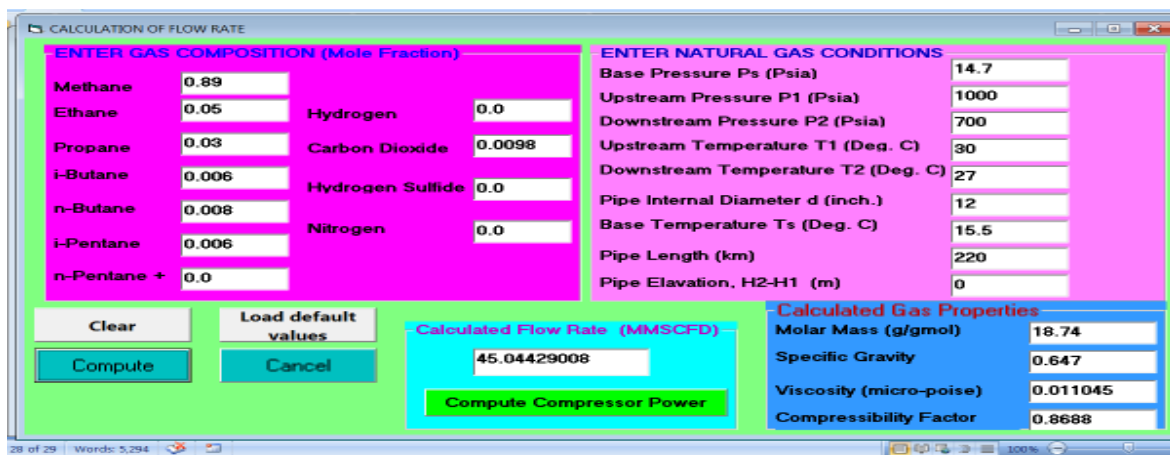 CALCULATION OF FLOW RATE
ENTER GAS COMPOSITION (Mole Fraction)
Methane 0.89
Ethane 0.05
Propane 0.03
i-Butane 0.006
n-Butane 0.008
i-Pentane 0.006
n-Pentane + 0.0
Hydrogen 0.0
Carbon Dioxide 0.0098
Hydrogen Sulfide 0.0
Nitrogen 0.0
ENTER NATURAL GAS CONDITIONS
Base Pressure Ps (Psia) 14.7
Upstream Pressure P1 (Psia) 1000
Downstream Pressure P2 (Psia) 700
Upstream Temperature T1 (Deg. C) 30
Downstream Temperature T2 (Deg. C) 27
Pipe Internal Diameter d (inch.) 12
Base Temperature Ts (Deg. C) 15.5
Pipe Length (km) 220
Pipe Elavation, H2-H1 (m) 0
Clear
Load default
values
Compute
Cancel
Calculated Flow Rate (MMSCFD)
45.04429008
Compute Compressor Power
Calculated Gas Properties
Molar Mass (g/gmol) 18.74
Specific Gravity 0.647
Viscosity (micro-poise) 0.011045
Compressibility Factor 0.8688
28 of 29 Words: 5,294 100%